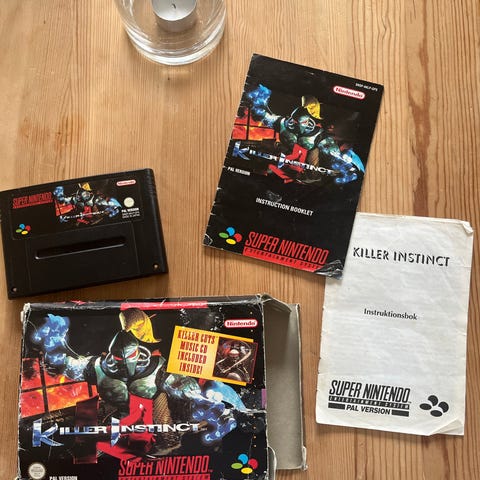 Nintendo
KILLER INSTINCT
PAL VERSION
INSTRUCTION BOOKLET
SUPER NINTENDO
ENTERTAINMENT SYSTEM
Nintendo
KILLER INSTINCT
PAL VERSION
SUPER NINTENDO
KILLER INSTINCT
Instruktionsbok
SUPER NINTENDO
ENTERTAINMENT SYSTEM
PAL VERSION
Nintendo
KILLER CUTS
MUSIC CD
INCLUDED
INSIDE!
KILLER INSTINCT
PAL VERSION
SUPER NINTENDO